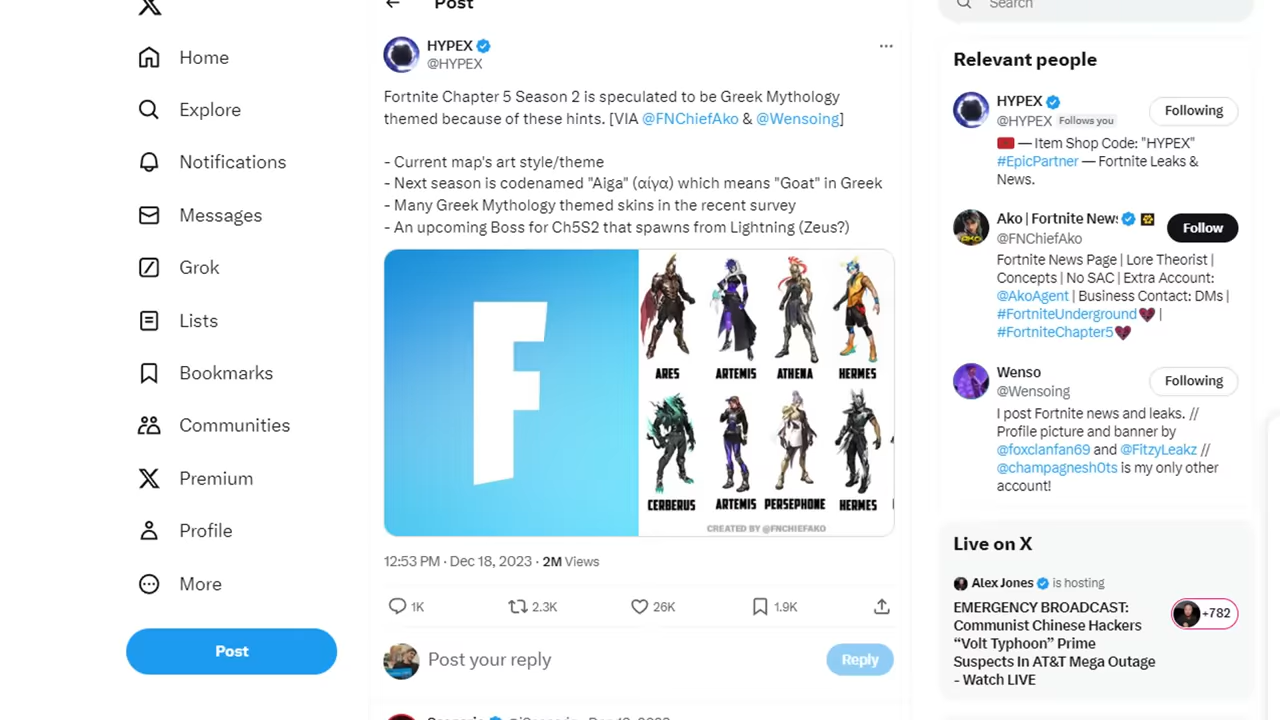 Home
Explore
Notifications
Messages
Grok
Lists
Bookmarks
Communities
Premium
Profile
More
Post
Post
HYPEX
@HYPEX
Fortnite Chapter 5 Season 2 is speculated to be Greek Mythology
themed because of these hints. [VIA @FNChiefAko & @Wensoing]
- Current map's art style/theme
- Next season is codenamed "Aiga" (αίγα) which means "Goat" in Greek
- Many Greek Mythology themed skins in the recent survey
- An upcoming Boss for Ch5S2 that spawns from Lightning (Zeus?)
F
ARES ARTEMIS ATHENA HERMES
CERBERUS ARTEMIS PERSEPHONE HERMES
CREATED BY @FNCHIEFAKO
12:53 PM · Dec 18, 2023 · 2M Views
1K 2.3K 26K 1.9K
Post your reply
Reply
Search
Relevant people
HYPEX
@HYPEX Follows you
Following
— Item Shop Code: "HYPEX"
#EpicPartner — Fortnite Leaks &
News.
Ako | Fortnite New
@FNChiefAko
Follow
Fortnite News Page | Lore Theorist |
Concepts | No SAC | Extra Account:
@AkoAgent | Business Contact: DMs |
#FortniteUnderground |
#FortniteChapter5
Wenso
@Wensoing
Following
I post Fortnite news and leaks. //
Profile picture and banner by
@foxclanfan69 and @FitzyLeakz //
@champagnesh0ts is my only other
account!
Live on X
Alex Jones is hosting
EMERGENCY BROADCAST:
Communist Chinese Hackers
“Volt Typhoon” Prime
Suspects In AT&T Mega Outage
- Watch LIVE
+782